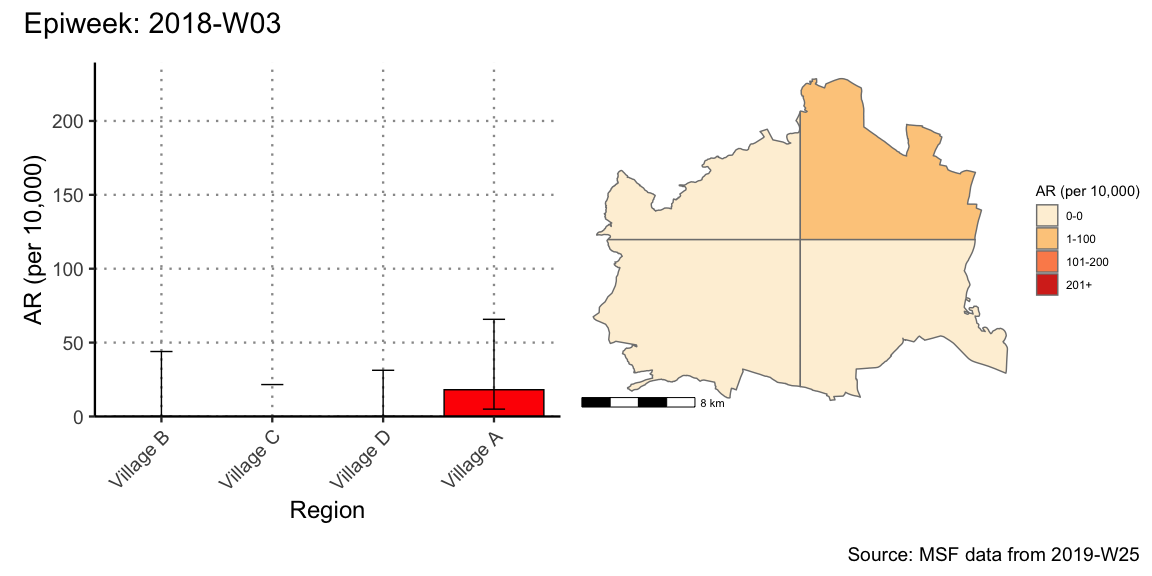 Epiweek: 2018-W03
AR (per 10,000)
200
150
100
50
0
Village B
Village C
Village D
Village A
Region
8 km
AR (per 10,000)
0-0
1-100
101-200
201+
Source: MSF data from 2019-W25